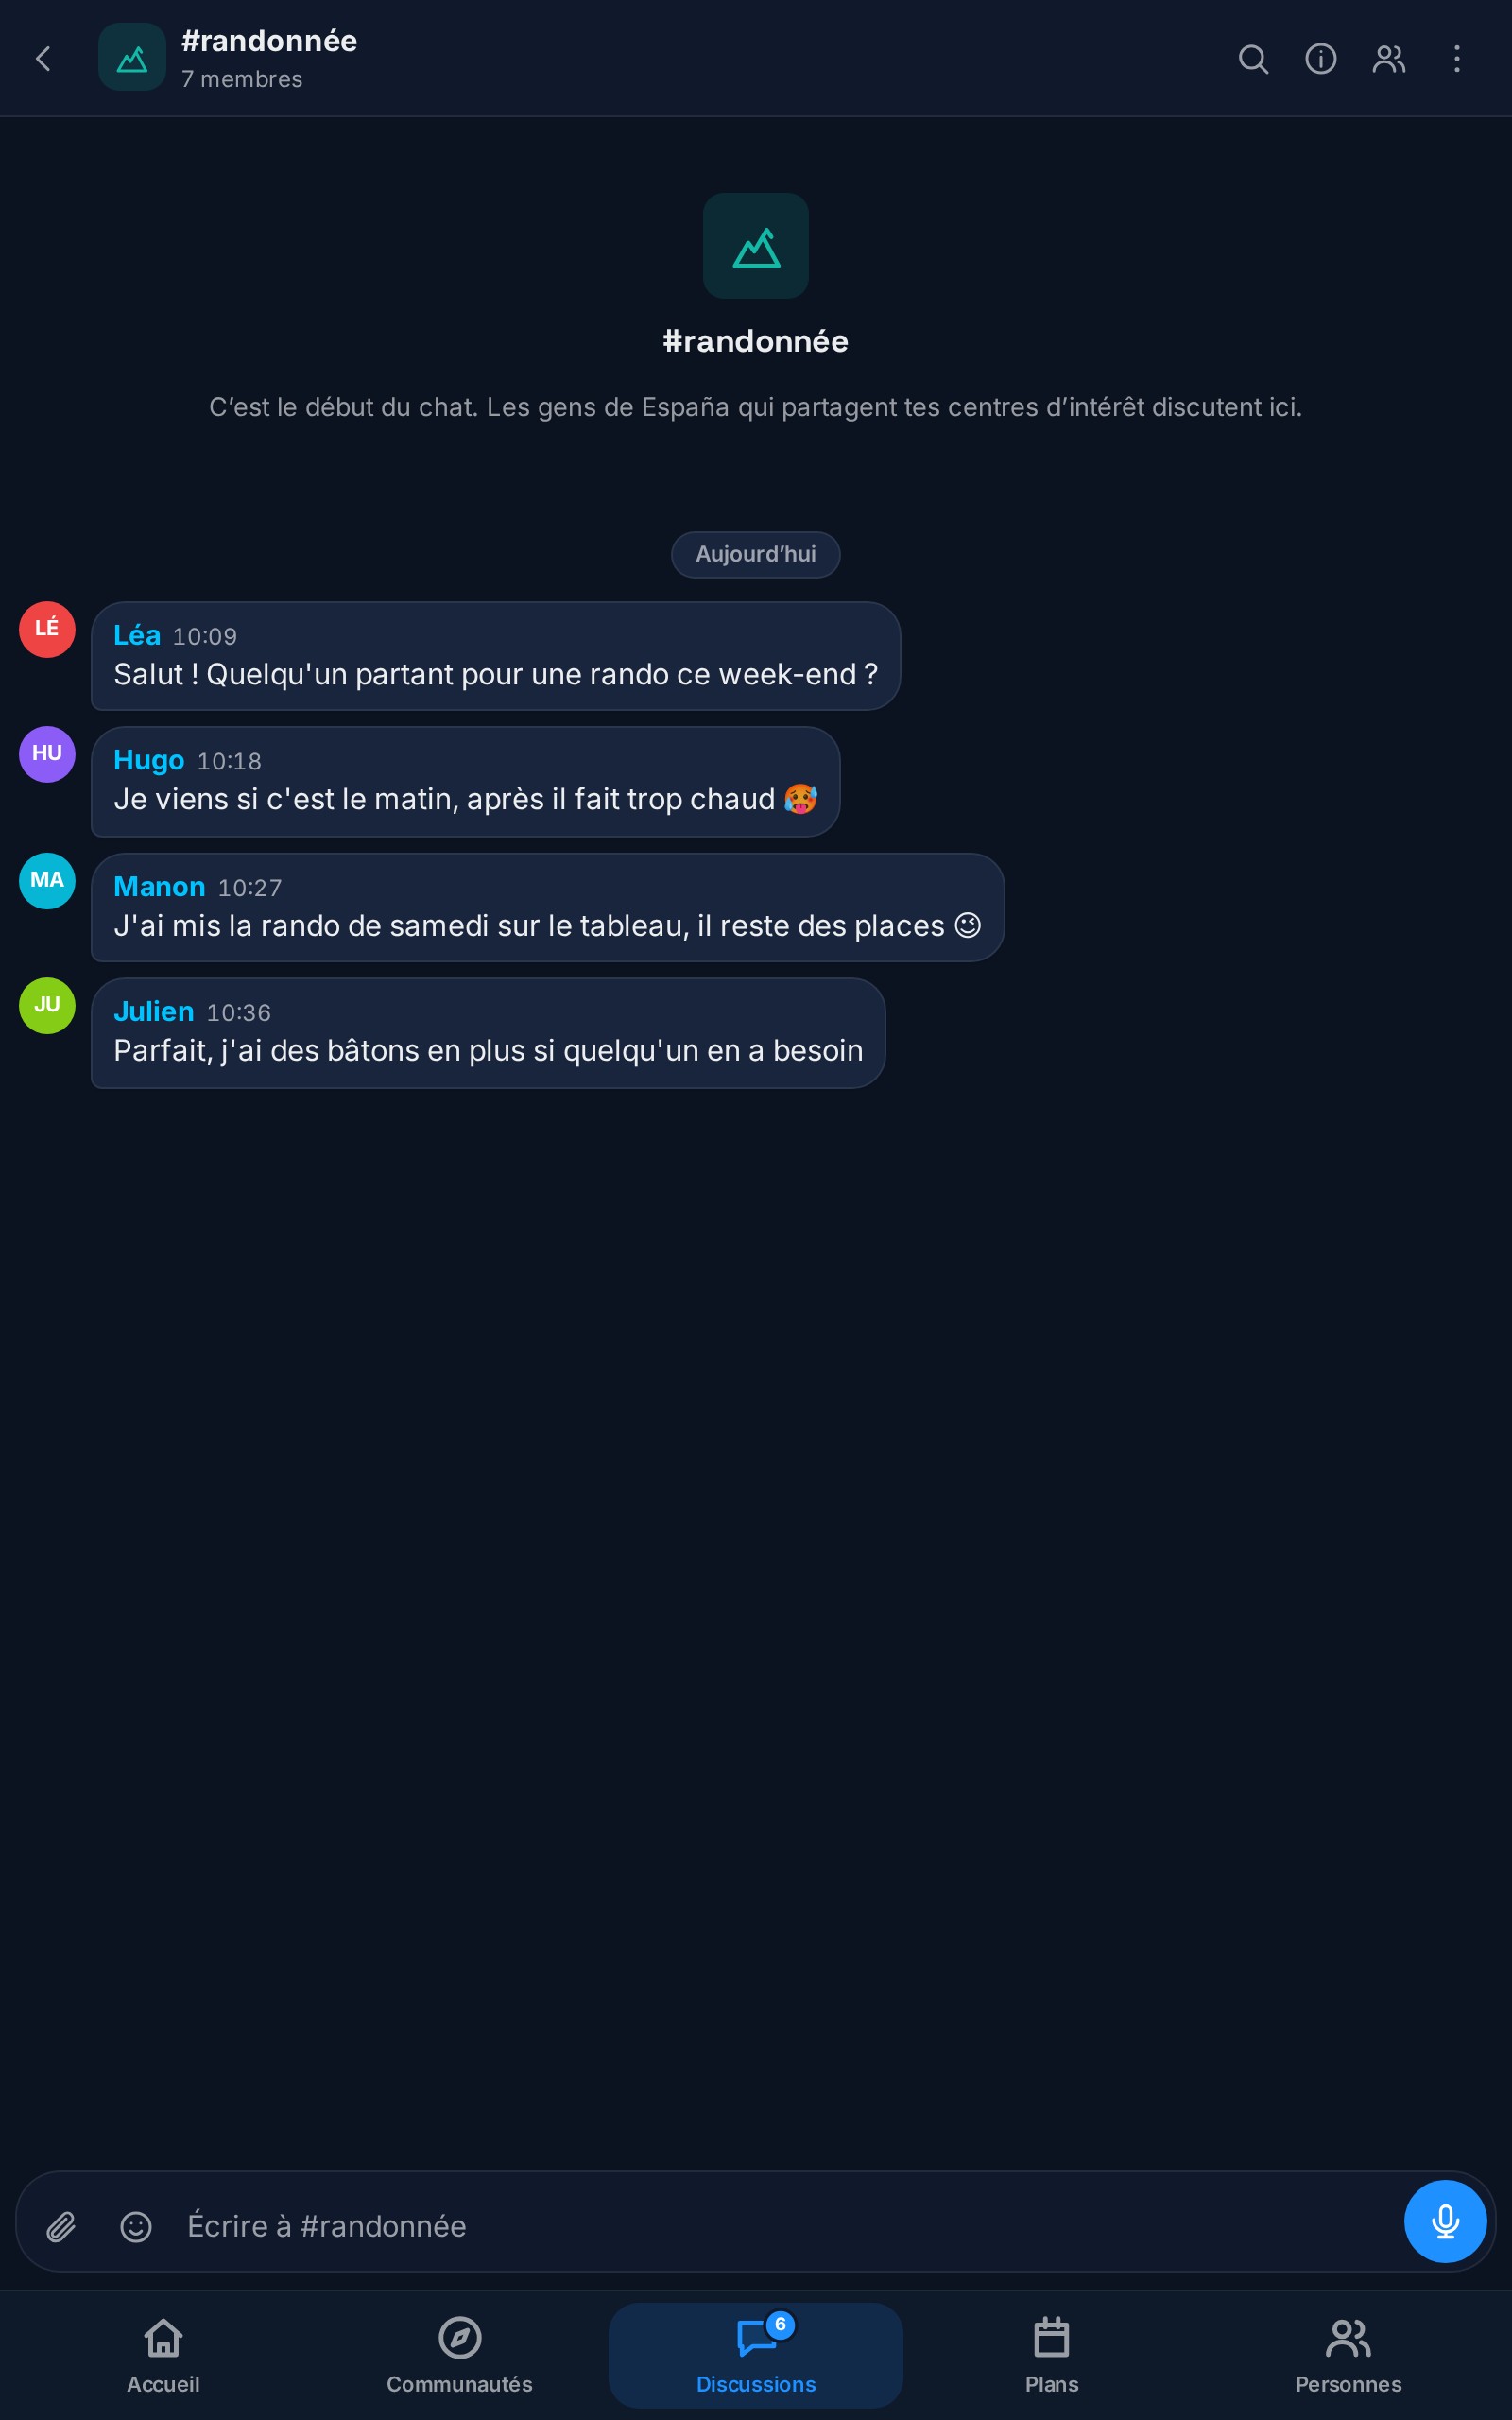 #randonnée
7 membres
#randonnée
C’est le début du chat. Les gens de España qui partagent tes centres d’intérêt discutent ici.
Aujourd’hui
LÉ
Léa 10:09
Salut ! Quelqu'un partant pour une rando ce week-end ?
HU
Hugo 10:18
Je viens si c'est le matin, après il fait trop chaud 🥵
MA
Manon 10:27
J'ai mis la rando de samedi sur le tableau, il reste des places 😉
JU
Julien 10:36
Parfait, j'ai des bâtons en plus si quelqu'un en a besoin
Écrire à #randonnée
6
Accueil
Communautés
Discussions
Plans
Personnes